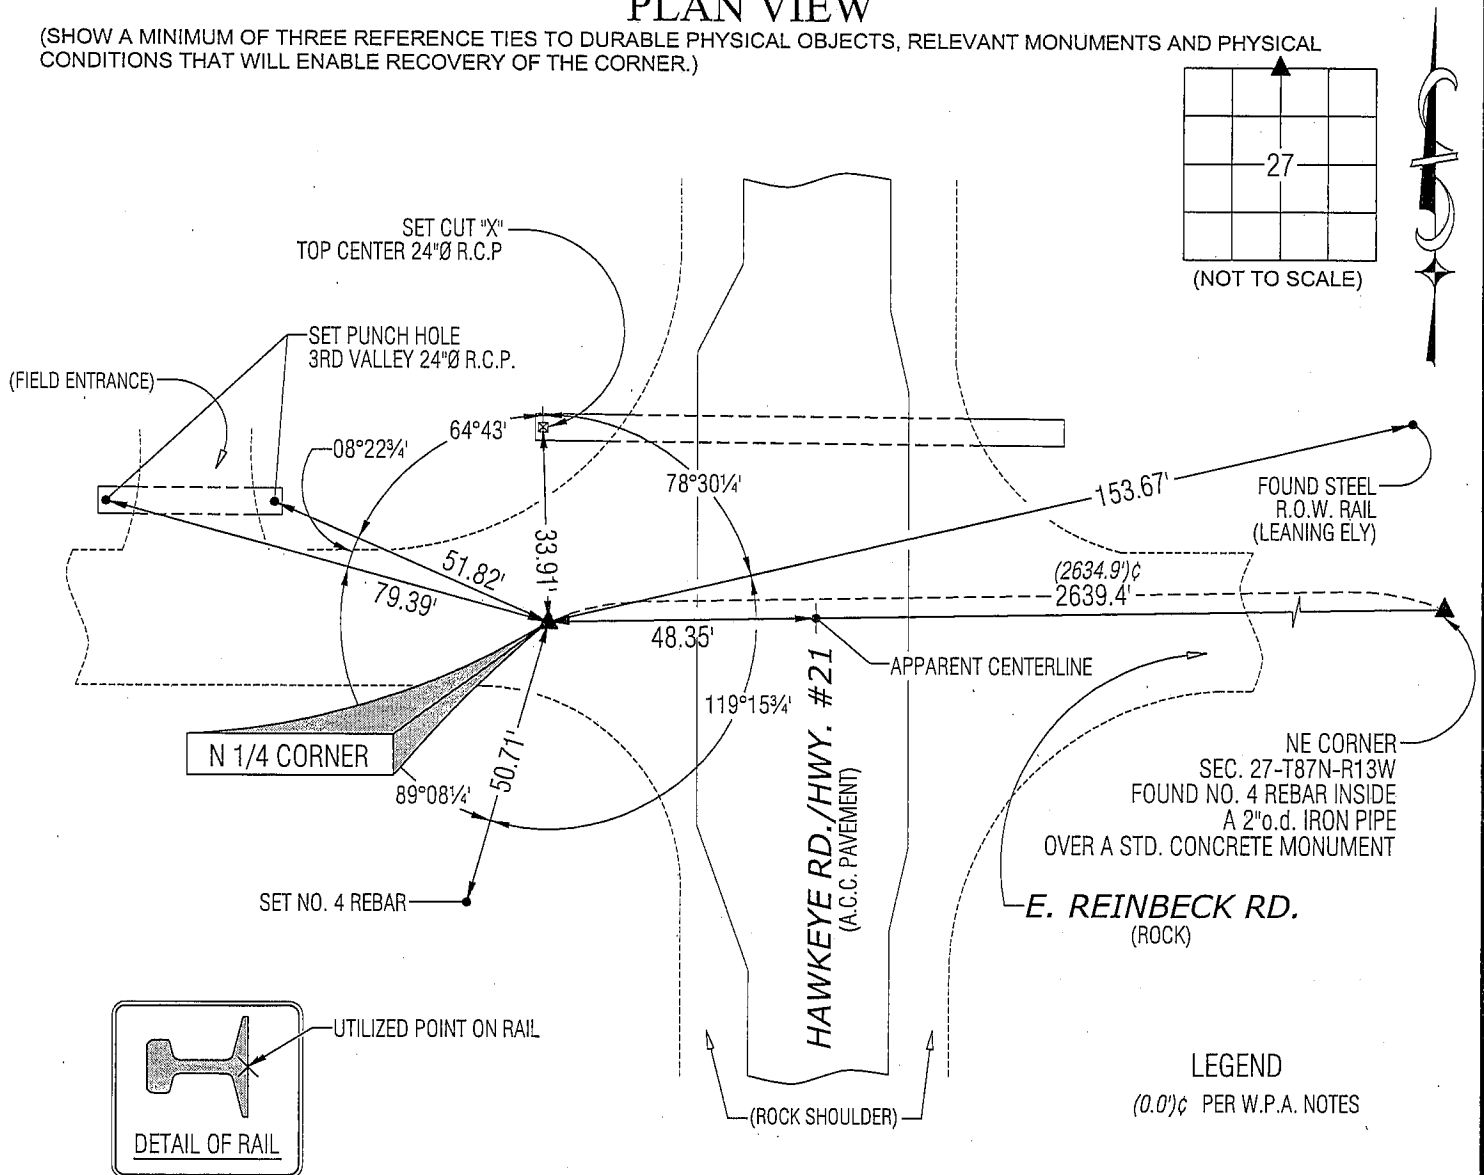 PLAN VIEW
(SHOW A MINIMUM OF THREE REFERENCE TIES TO DURABLE PHYSICAL OBJECTS, RELEVANT MONUMENTS AND PHYSICAL
CONDITIONS THAT WILL ENABLE RECOVERY OF THE CORNER.)
27
(NOT TO SCALE)
SET CUT "X"
TOP CENTER 24"Ø R.C.P
SET PUNCH HOLE
3RD VALLEY 24"Ø R.C.P.
(FIELD ENTRANCE)
08°22¾'
64°43'
78°30¼'
153.67'
FOUND STEEL
R.O.W. RAIL
(LEANING ELY)
51.82'
79.39'
33.91'
(2634.9')¢
2639.4'
48.35'
APPARENT CENTERLINE
119°15¾'
N 1/4 CORNER
89°08¼'
50.71'
SET NO. 4 REBAR
HAWKEYE RD./HWY. #21
(A.C.C. PAVEMENT)
NE CORNER
SEC. 27-T87N-R13W
FOUND NO. 4 REBAR INSIDE
A 2"o.d. IRON PIPE
OVER A STD. CONCRETE MONUMENT
E. REINBECK RD.
(ROCK)
UTILIZED POINT ON RAIL
DETAIL OF RAIL
(ROCK SHOULDER)
LEGEND
(0.0')¢ PER W.P.A. NOTES